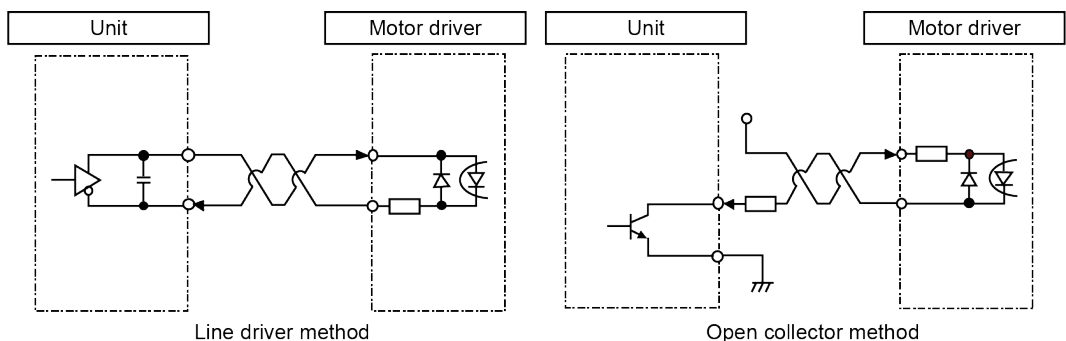 Unit
Motor driver
Unit
Motor driver
Line driver method
Open collector method